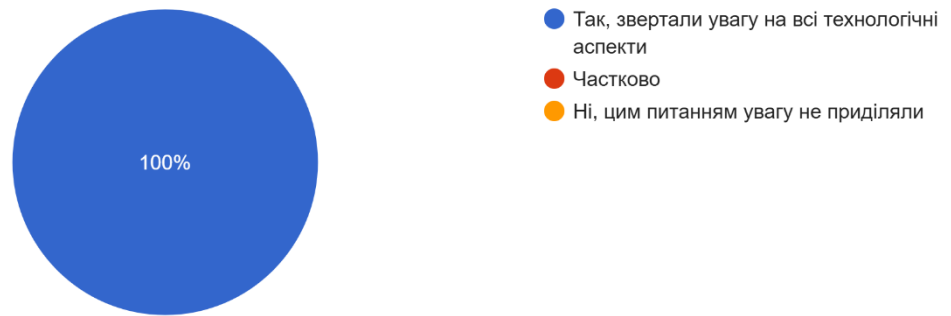 Так, звертали увагу на всі технологічні
аспекти
Частково
Ні, цим питанням увагу не приділяли
100%